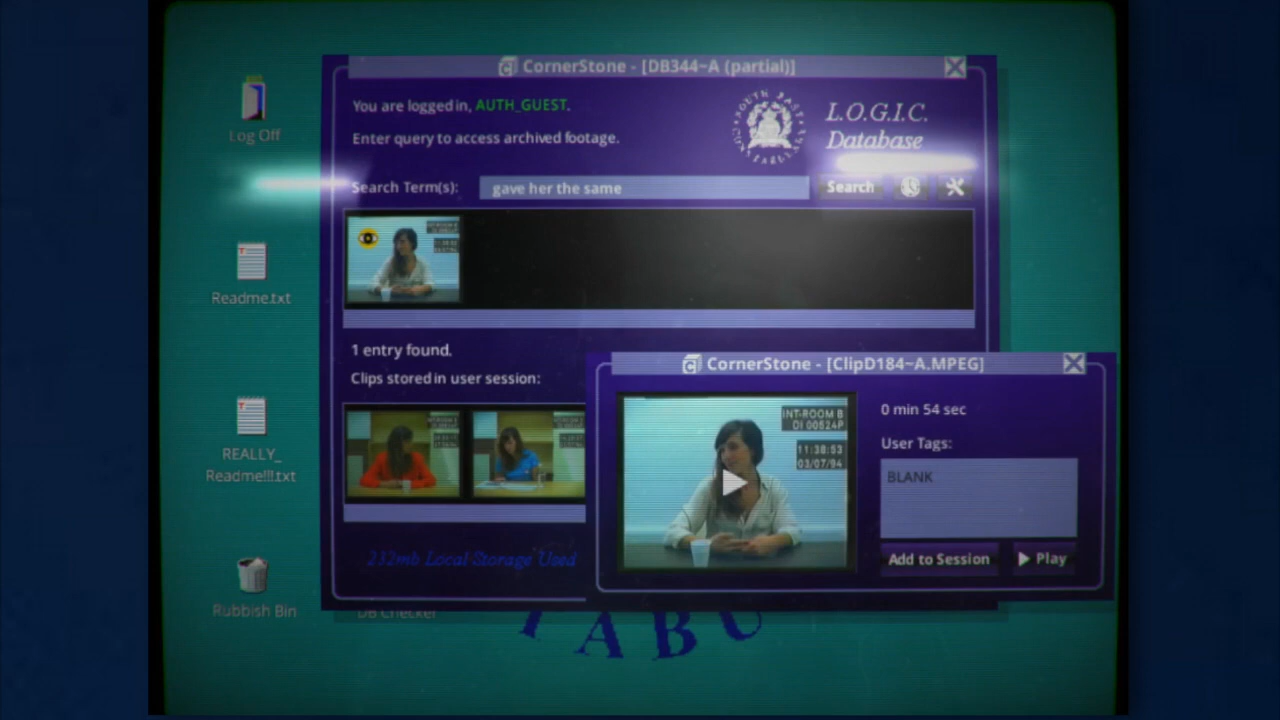 CornerStone - [DB344~A (partial)]
You are logged in, AUTH_GUEST.
Enter query to access archived footage.
L.O.G.I.C.
Database
Search Term(s):
gave her the same
Search
Log Off
Readme.txt
REALLY_
Readme!!!.txt
Rubbish Bin
1 entry found.
Clips stored in user session:
232mb Local Storage Used
DB Checker
CornerStone - [ClipD184~A.MPEG]
INT-ROOM B
DI 00524P
11:38:53
03/07/94
0 min 54 sec
User Tags:
BLANK
Add to Session
Play